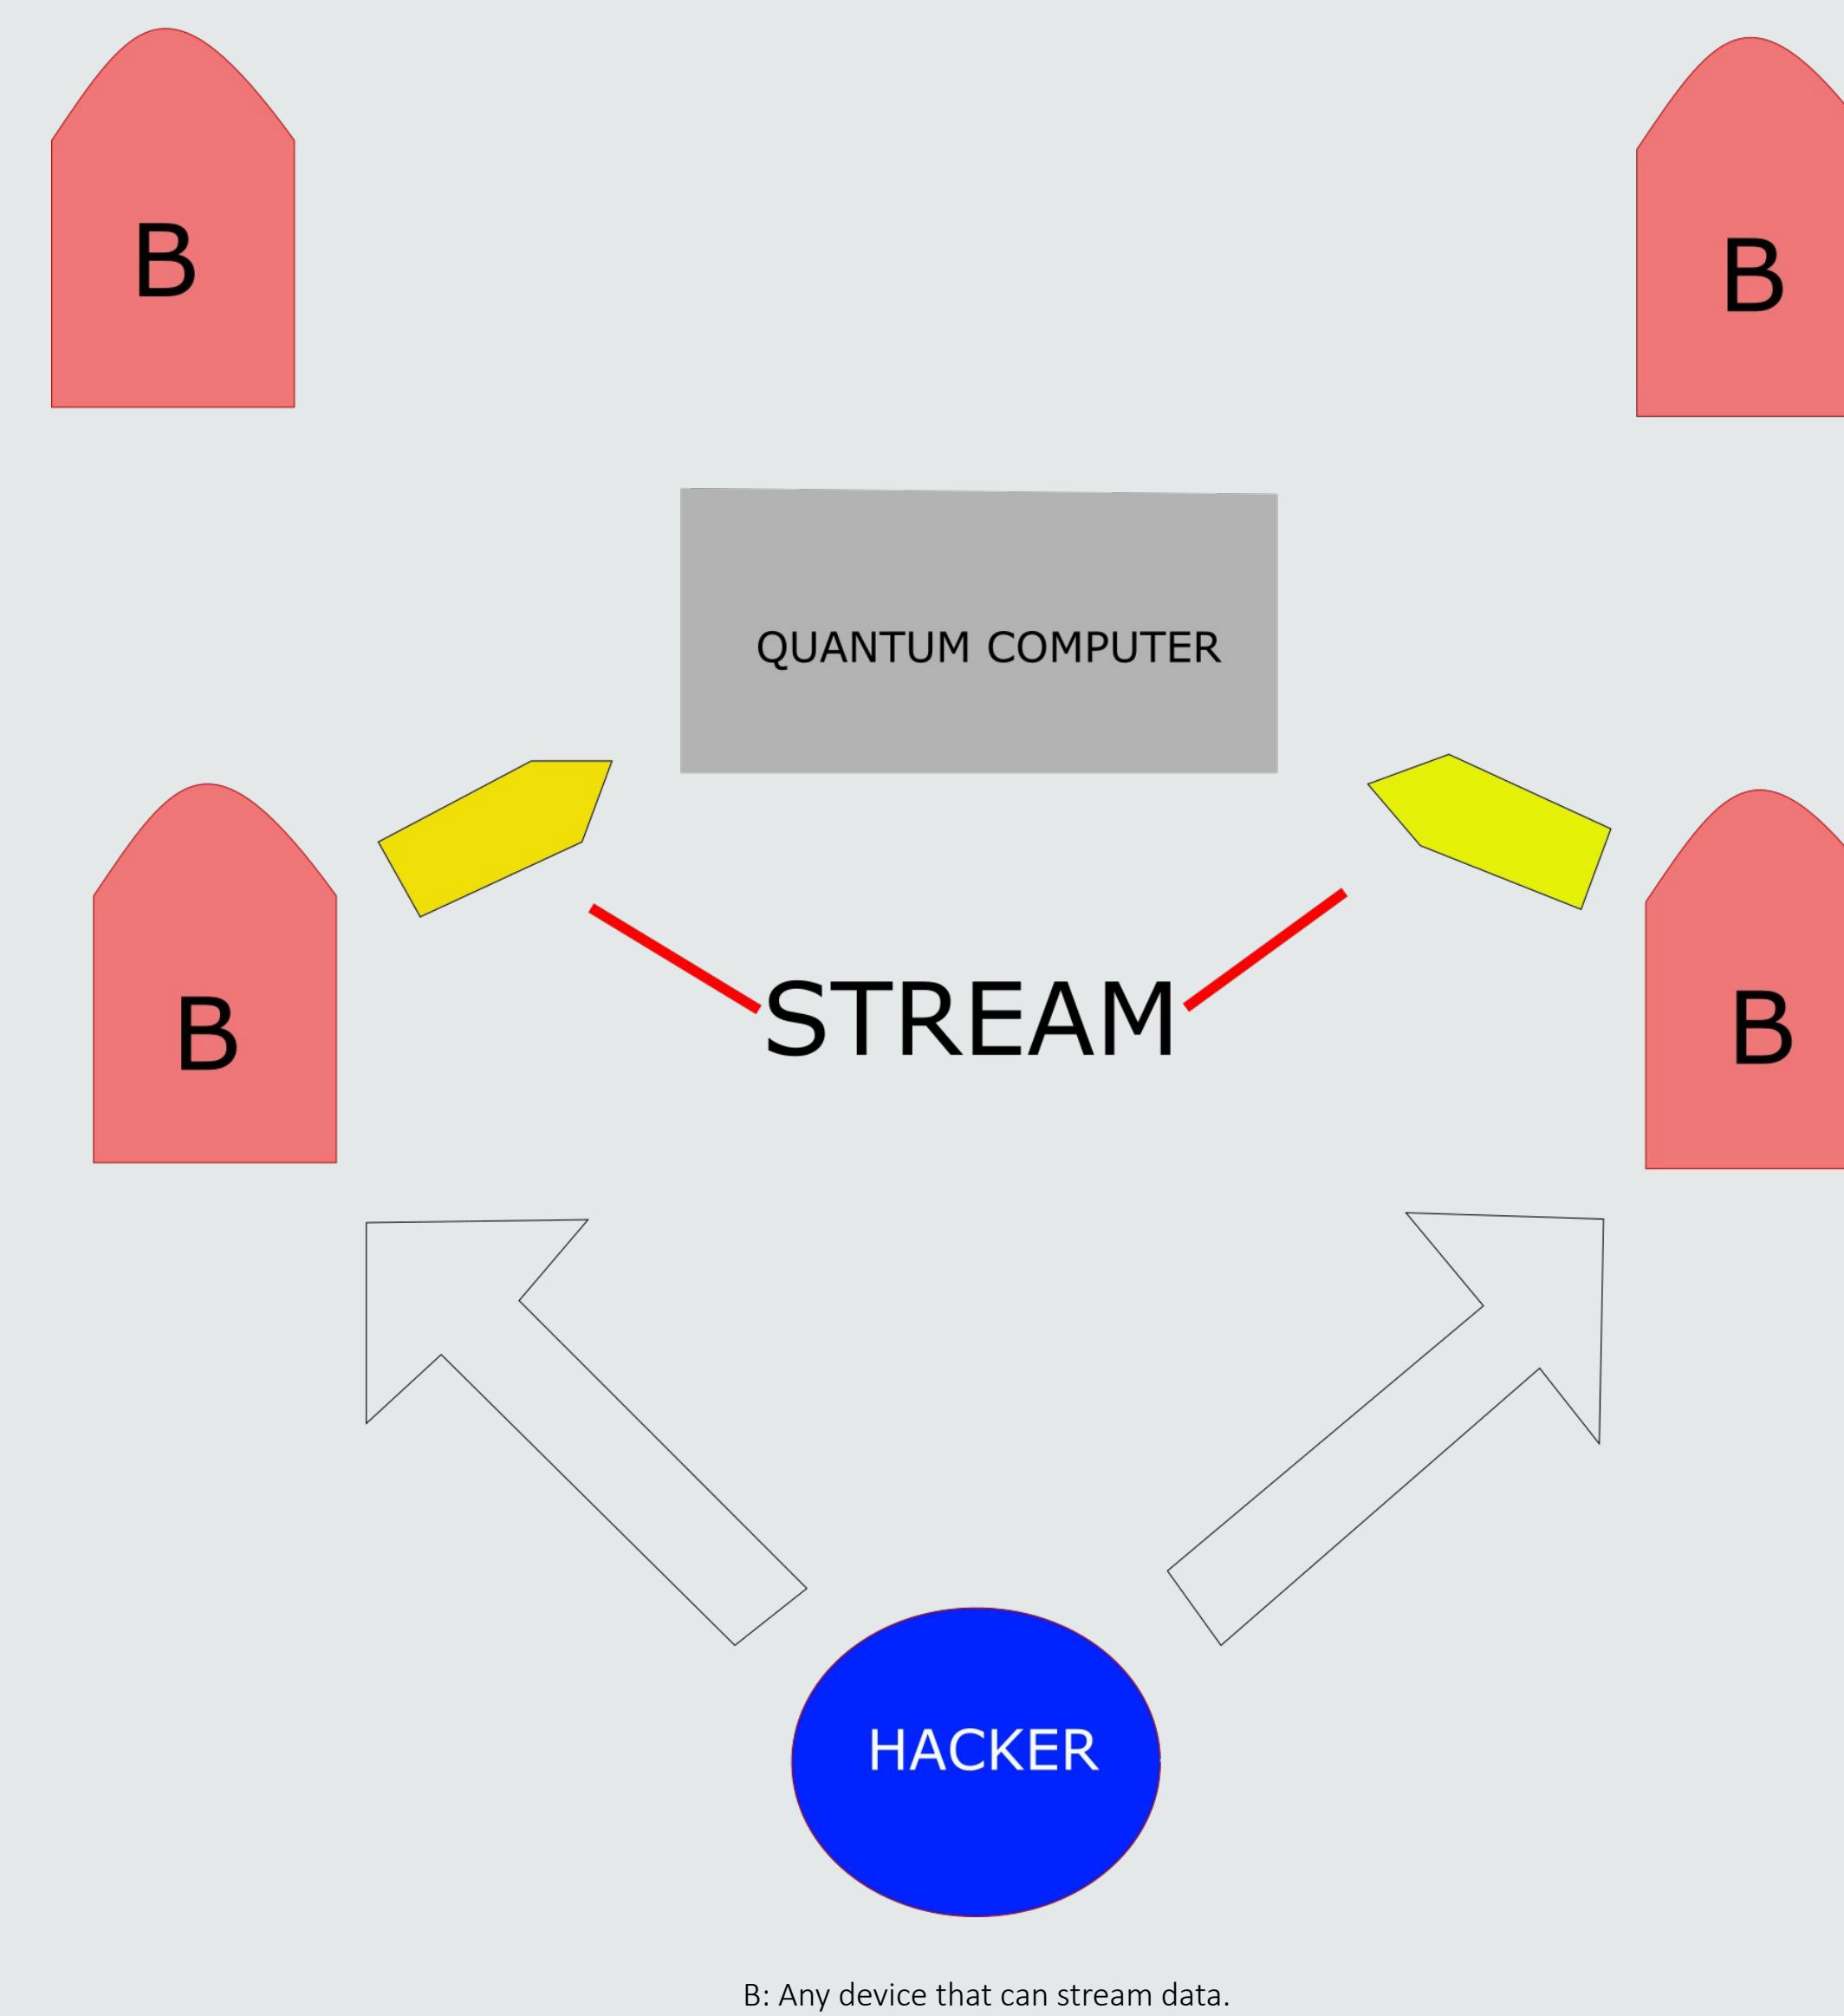 B
B
QUANTUM COMPUTER
STREAM
B
B
HACKER
B: Any device that can stream data.